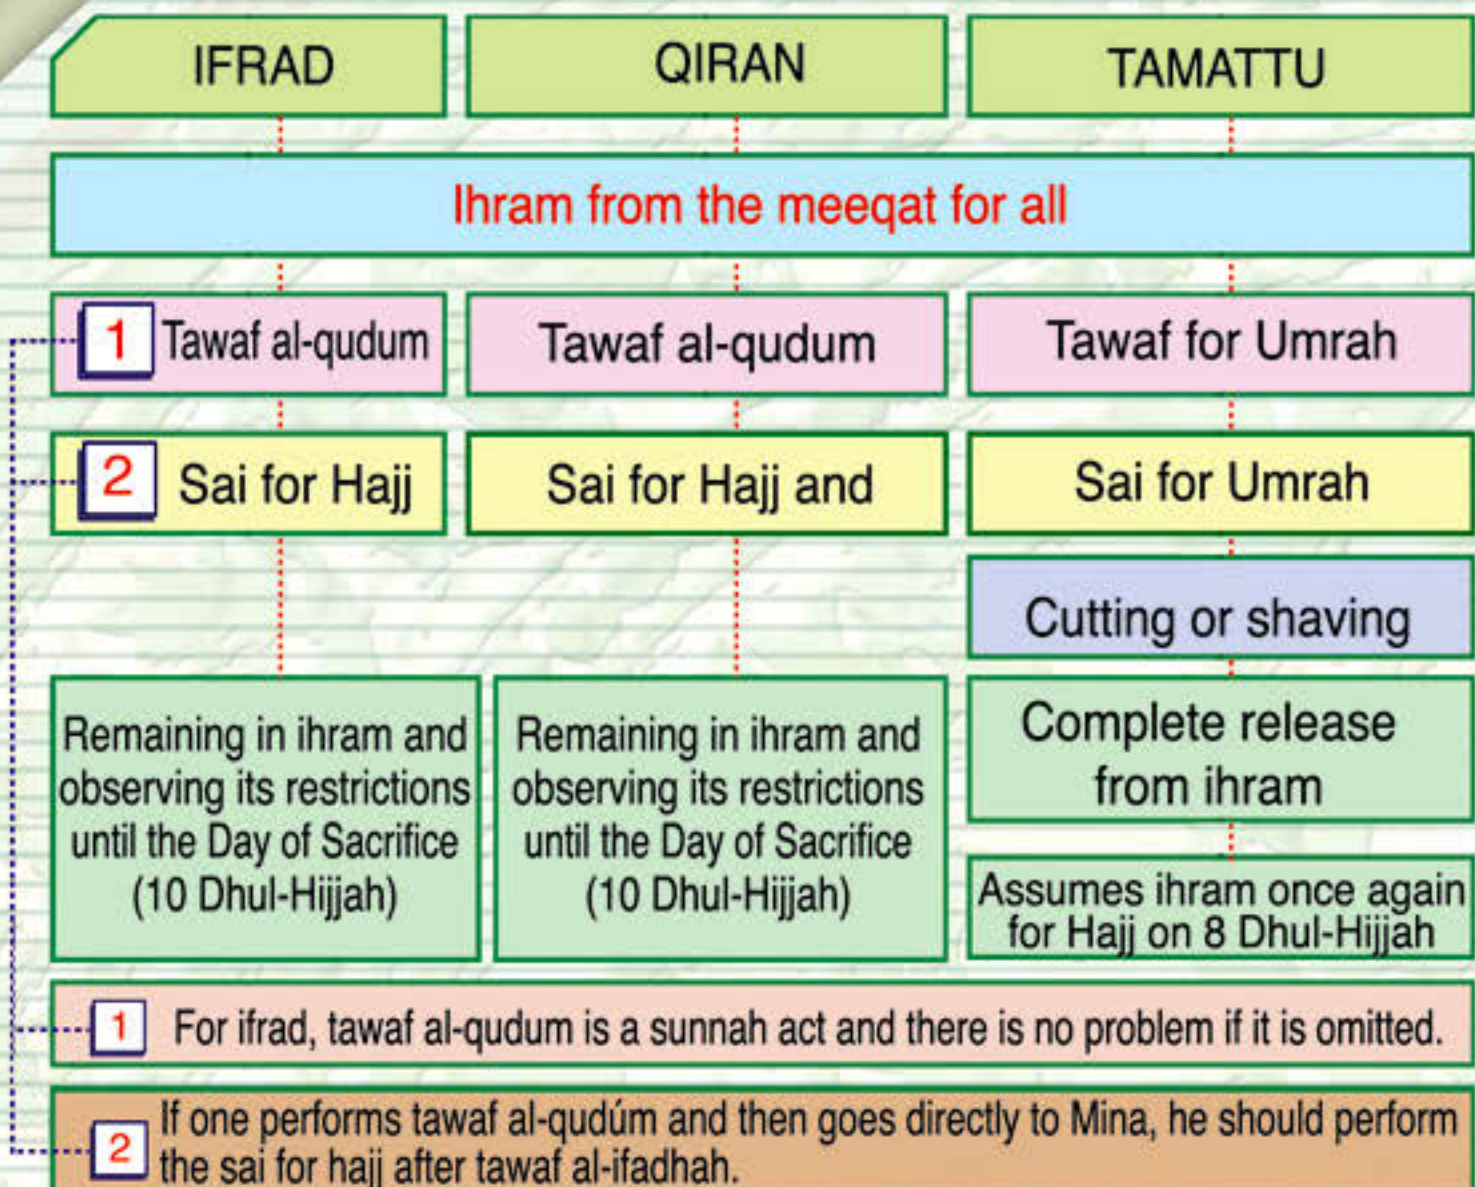 IFRAD
QIRAN
TAMATTU
Ihram from the meeqat for all
1 Tawaf al-qudum
Tawaf al-qudum
Tawaf for Umrah
2 Sai for Hajj
Sai for Hajj and
Sai for Umrah
Cutting or shaving
Remaining in ihram and
observing its restrictions
until the Day of Sacrifice
(10 Dhul-Hijjah)
Remaining in ihram and
observing its restrictions
until the Day of Sacrifice
(10 Dhul-Hijjah)
Complete release
from ihram
Assumes ihram once again
for Hajj on 8 Dhul-Hijjah
1 For ifrad, tawaf al-qudum is a sunnah act and there is no problem if it is omitted.
2 If one performs tawaf al-qudúm and then goes directly to Mina, he should perform
the sai for hajj after tawaf al-ifadhah.